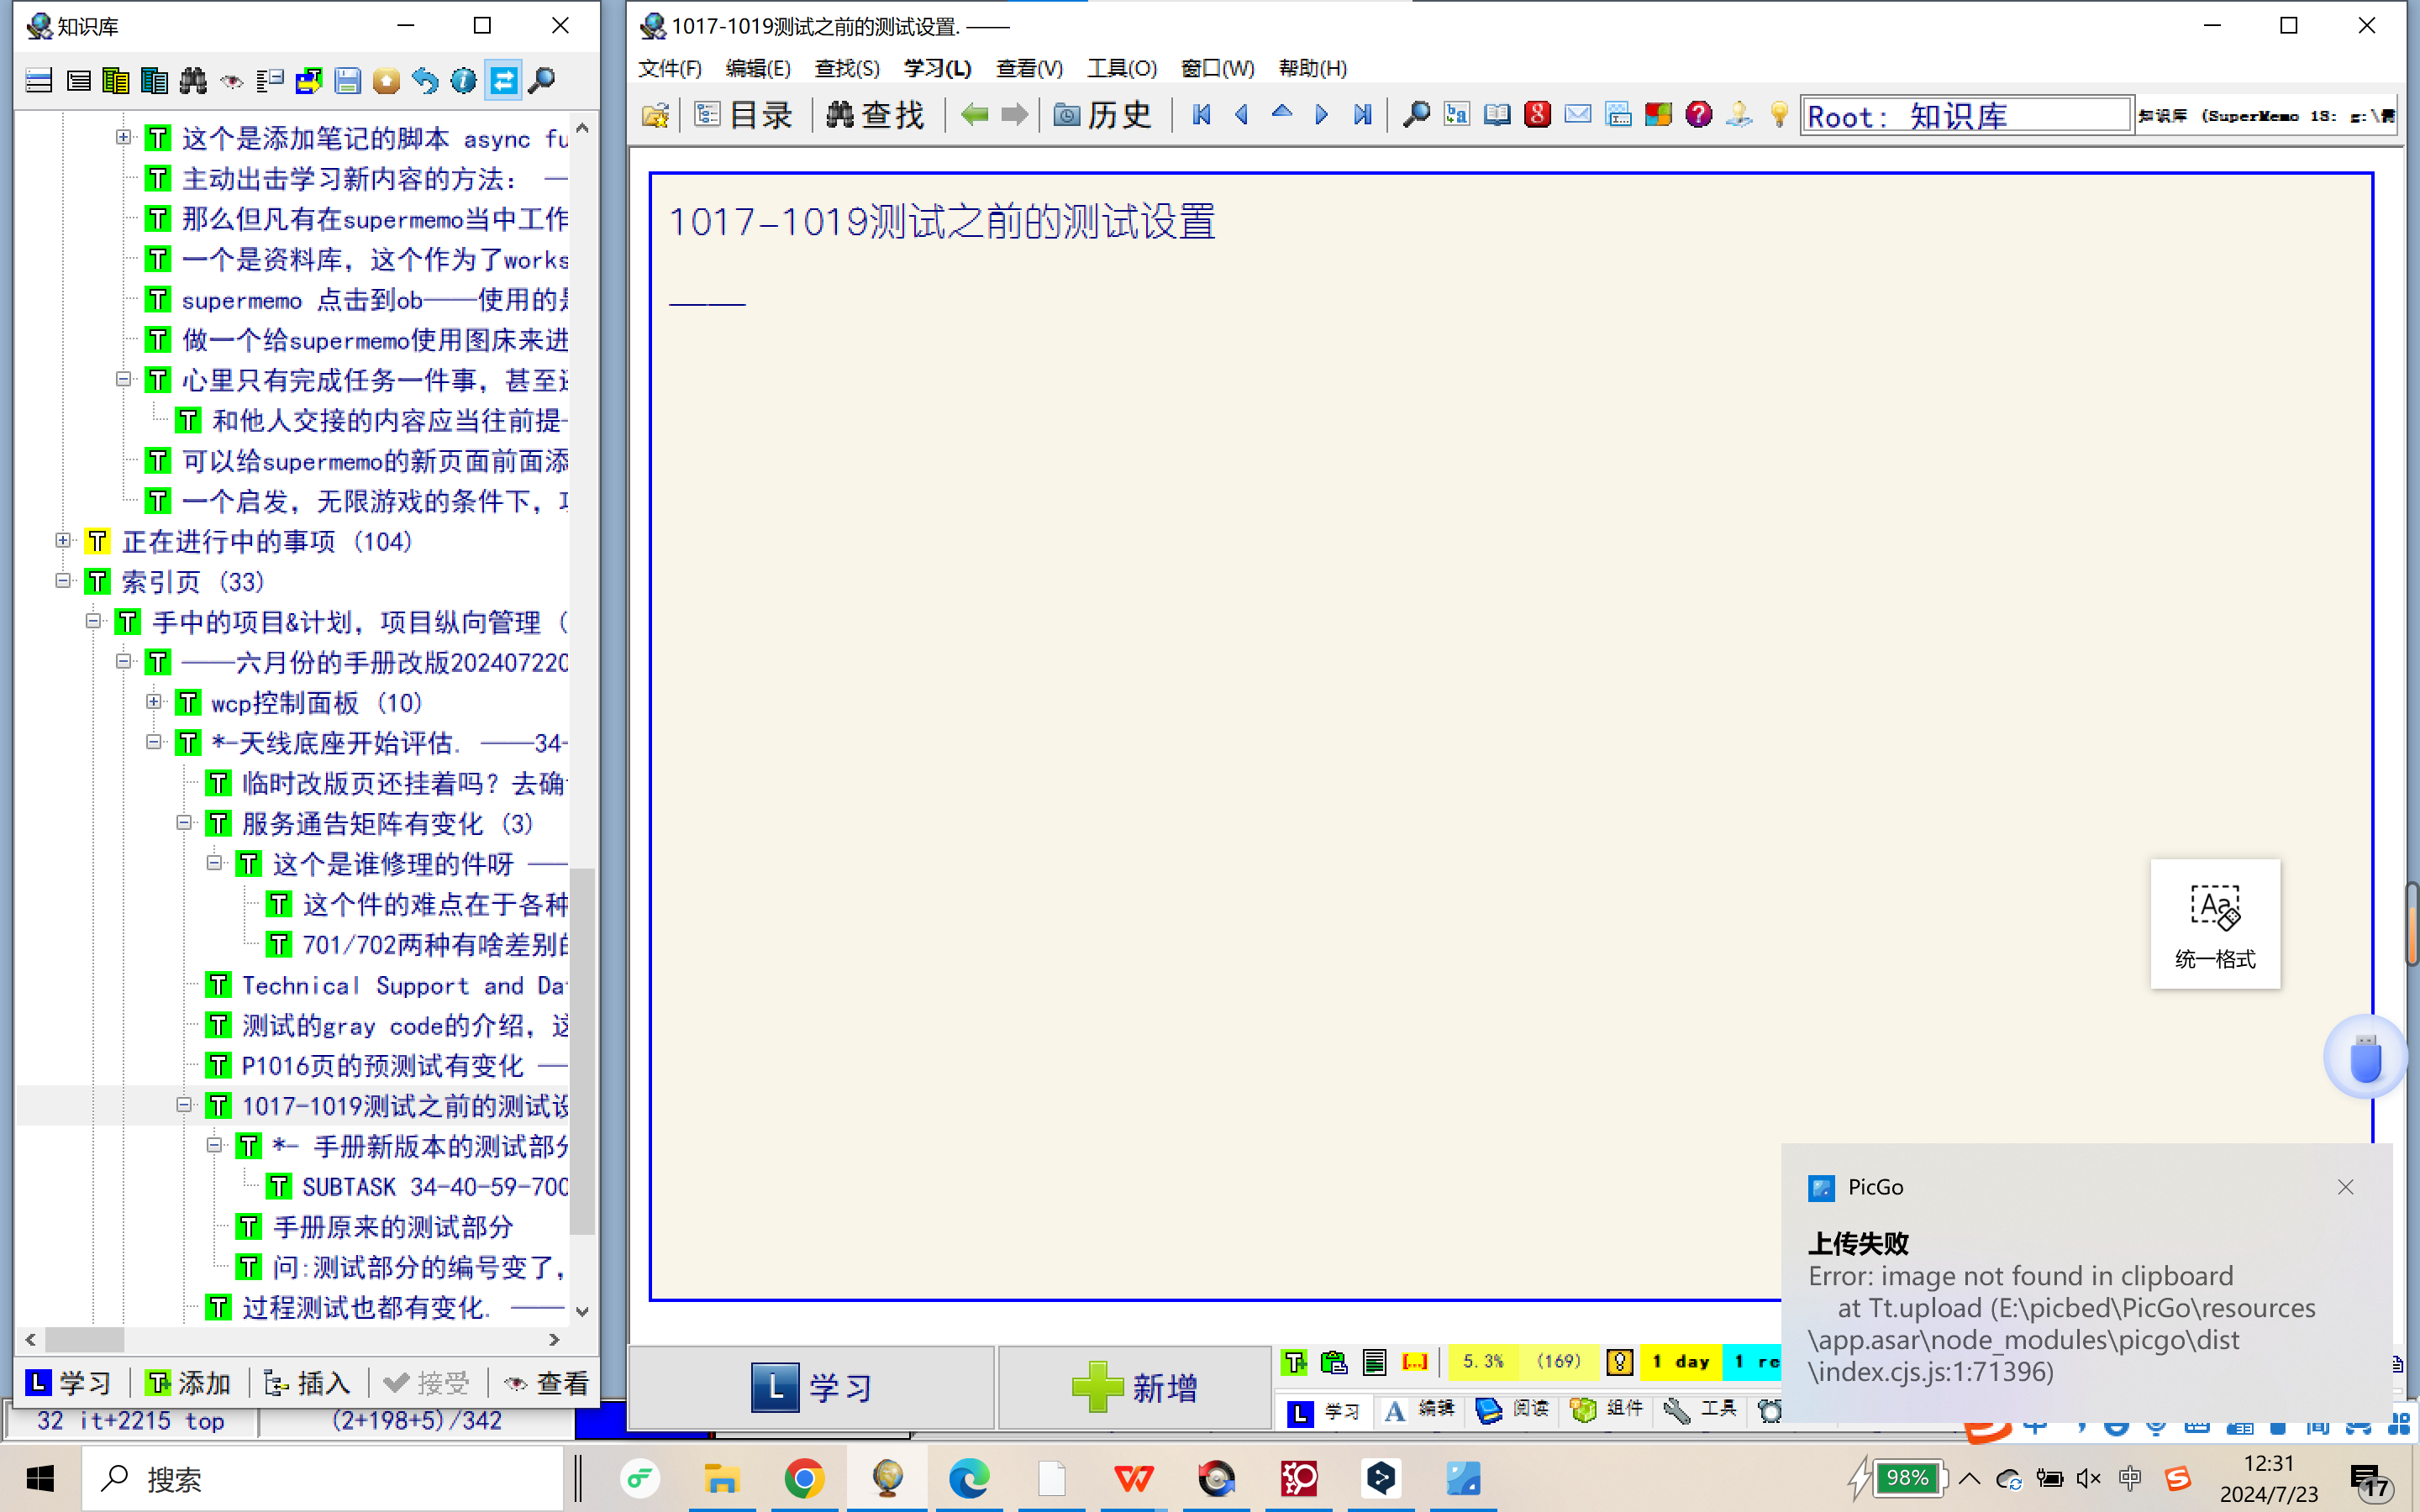 知识库
这个是添加笔记的脚本 async fu
主动出击学习新内容的方法： —
那么但凡有在supermemo当中工作
一个是资料库，这个作为了works
supermemo 点击到ob——使用的是
做一个给supermemo使用图床来进
心里只有完成任务一件事，甚至还
和他人交接的内容应当往前提-
可以给supermemo的新页面前面添
一个启发，无限游戏的条件下，
正在进行中的事项 (104)
索引页 (33)
手中的项目&计划，项目纵向管理 (
——六月份的手册改版202407220
wcp控制面板 (10)
*-天线底座开始评估. ——34-
临时改版页还挂着吗？去确
服务通告矩阵有变化 (3)
这个是谁修理的件呀 ——
这个件的难点在于各种
701/702两种有啥差别的
Technical Support and Da
测试的gray code的介绍，这
P1016页的预测试有变化 ——
1017-1019测试之前的测试设
*- 手册新版本的测试部分
SUBTASK 34-40-59-700
手册原来的测试部分
问:测试部分的编号变了，
过程测试也都有变化. ——
学习 添加 插入 接受 查看
32 it+2215 top (2+198+5)/342
1017-1019测试之前的测试设置. ——
文件(F) 编辑(E) 查找(S) 学习(L) 查看(V) 工具(O) 窗口(W) 帮助(H)
目录 查找 历史 Root: 知识库 知识库 (SuperMemo 18: g:\
1017-1019测试之前的测试设置
——
Aa
统一格式
PicGo
上传失败
Error: image not found in clipboard
at Tt.upload (E:\picbed\PicGo\resources
\app.asar\node_modules\picgo\dist
\index.cjs.js:1:71396)
学习 新增
5.3% (169) 1 day 1 re
学习 编辑 阅读 组件 工具
搜索
98% 中 12:31
2024/7/23
17